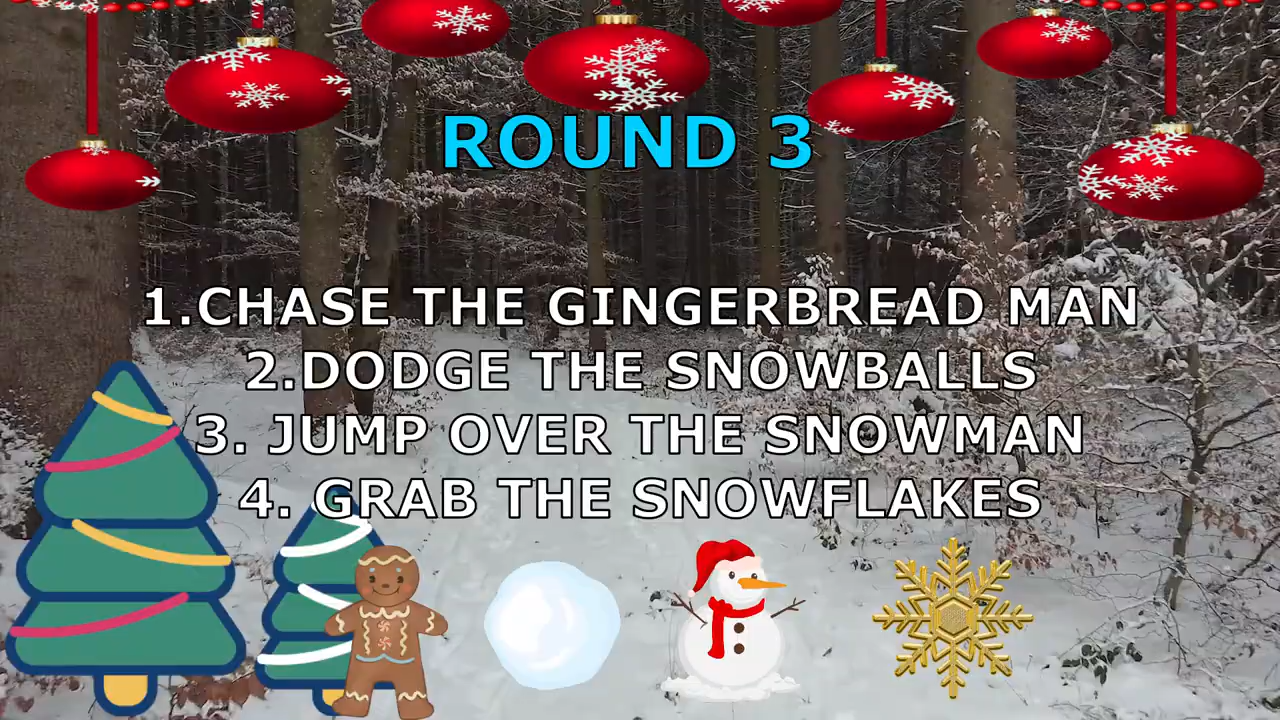 ROUND 3
1.CHASE THE GINGERBREAD MAN
2.DODGE THE SNOWBALLS
3. JUMP OVER THE SNOWMAN
4. GRAB THE SNOWFLAKES